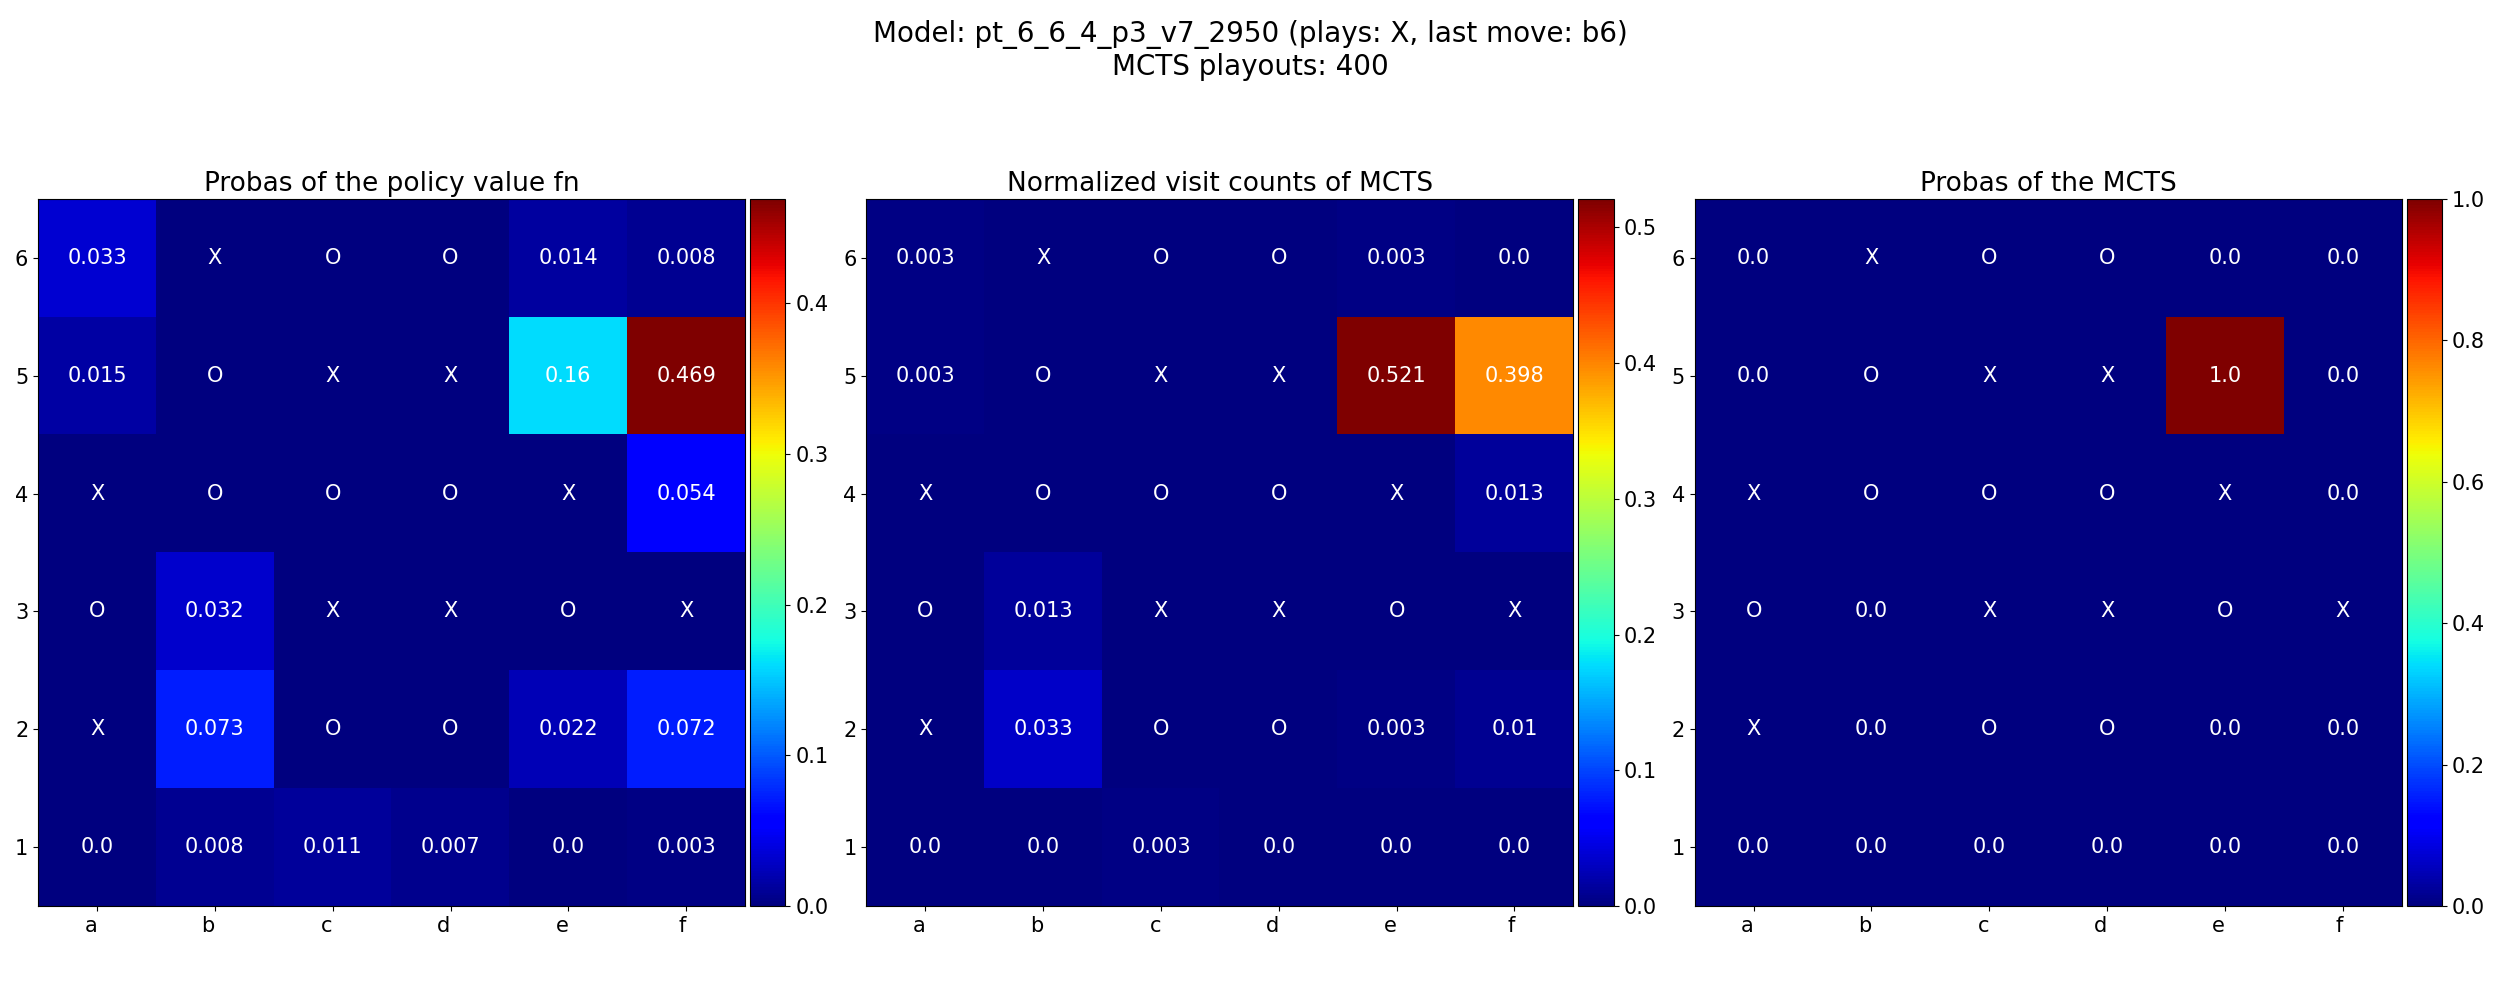 Model: pt_6_6_4_p3_v7_2950 (plays: X, last move: b6)
MCTS playouts: 400
Probas of the policy value fn
6 0.033 X O O 0.014 0.008
5 0.015 O X X 0.16 0.469
4 X O O O X 0.054
3 O 0.032 X X O X
2 X 0.073 O O 0.022 0.072
1 0.0 0.008 0.011 0.007 0.0 0.003
a b c d e f
0.4
0.3
0.2
0.1
0.0
Normalized visit counts of MCTS
6 0.003 X O O 0.003 0.0
5 0.003 O X X 0.521 0.398
4 X O O O X 0.013
3 O 0.013 X X O X
2 X 0.033 O O 0.003 0.01
1 0.0 0.0 0.003 0.0 0.0 0.0
a b c d e f
0.5
0.4
0.3
0.2
0.1
0.0
Probas of the MCTS
6 0.0 X O O 0.0 0.0
5 0.0 O X X 1.0 0.0
4 X O O O X 0.0
3 O 0.0 X X O X
2 X 0.0 O O 0.0 0.0
1 0.0 0.0 0.0 0.0 0.0 0.0
a b c d e f
1.0
0.8
0.6
0.4
0.2
0.0